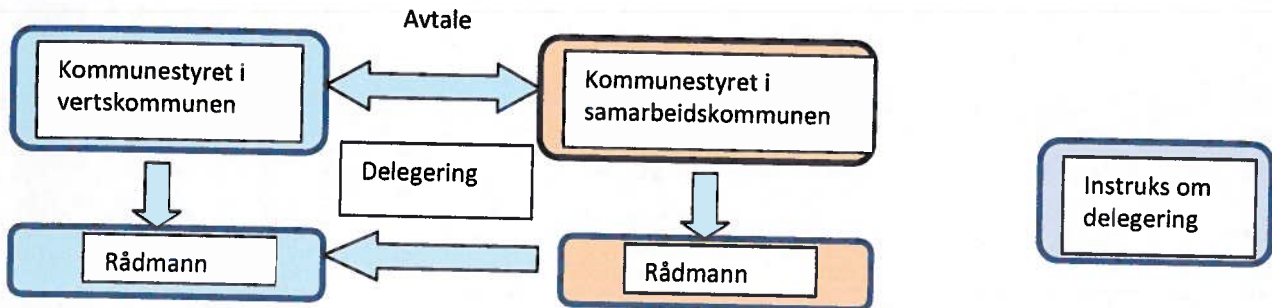 Avtale
Kommunestyret i
vertskommunen
Kommunestyret i
samarbeidskommunen
Delegering
Instruks om
delegering
Rådmann
Rådmann